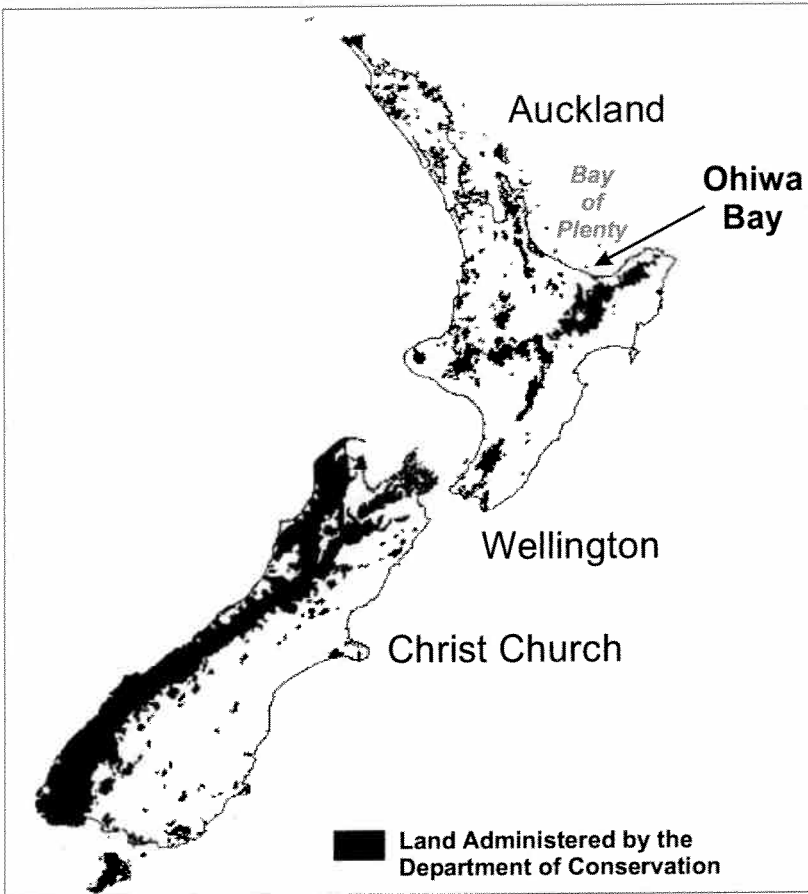 Auckland
Bay
of
Plenty
Ohiwa
Bay
Wellington
Christ Church
Land Administered by the
Department of Conservation